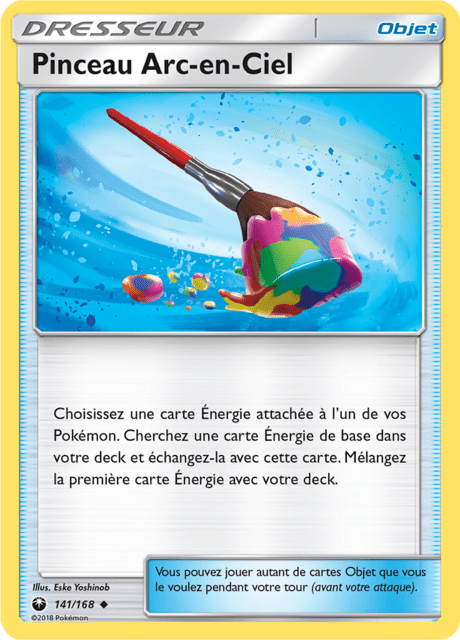 DRESSEUR
Objet
Pinceau Arc-en-Ciel
Choisissez une carte Énergie attachée à l'un de vos
Pokémon. Cherchez une carte Énergie de base dans
votre deck et échangez-la avec cette carte. Mélangez
la première carte Énergie avec votre deck.
Illus. Eske Yoshinob
141/168
©2018 Pokémon
Vous pouvez jouer autant de cartes Objet que vous
le voulez pendant votre tour (avant votre attaque).